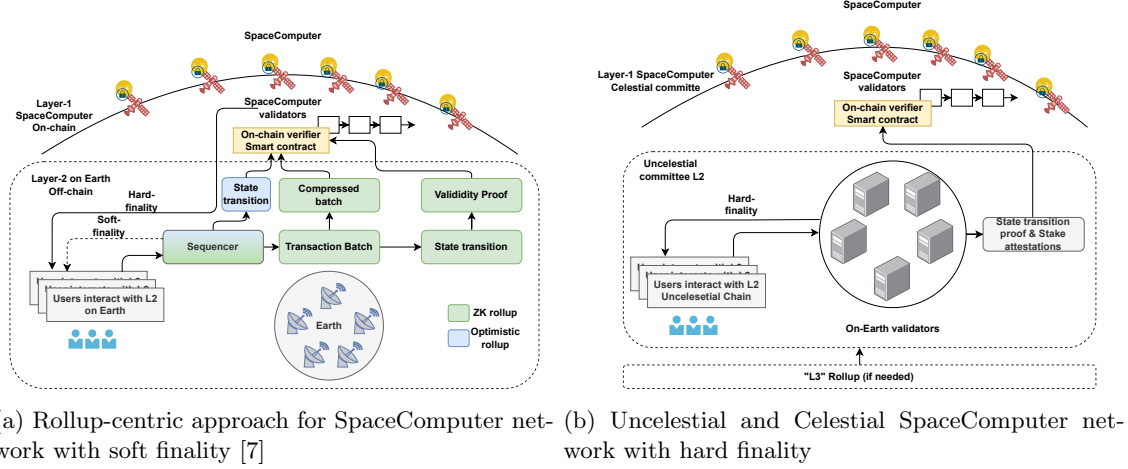 SpaceComputer
Layer-1
SpaceComputer
On-chain
SpaceComputer
validators
On-chain verifier
Smart contract
Layer-2 on Earth
Off-chain
Hard-
finality
Soft-
finality
State
transition
Compressed
batch
Valididity Proof
Sequencer
Transaction Batch
State transition
Users interact with L2
on Earth
Earth
ZK rollup
Optimistic
rollup
SpaceComputer
Layer-1 SpaceComputer
Celestial committe
SpaceComputer
validators
On-chain verifier
Smart contract
Uncelestial
committee L2
Hard-
finality
State transition
proof & Stake
attestations
Users interact with L2
Uncelesetial Chain
On-Earth validators
"L3" Rollup (if needed)
a) Rollup-centric approach for SpaceComputer net-
work with soft finality [7]
(b) Uncelestial and Celestial SpaceComputer net-
work with hard finality